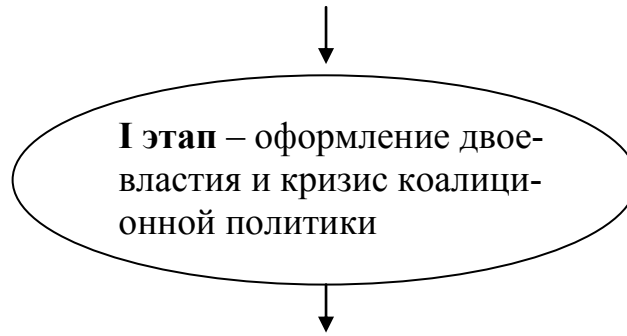 I этап – оформление двое-
властия и кризис коалици-
онной политики